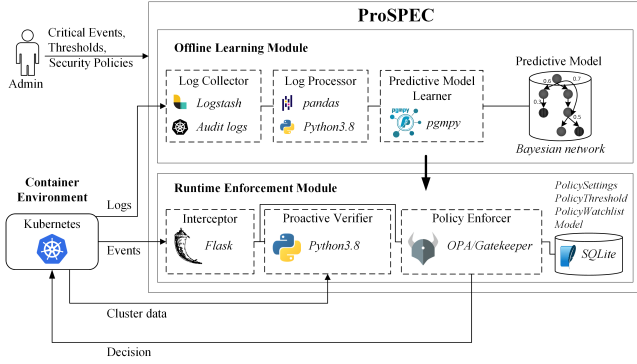 ProSPEC
Critical Events,
Thresholds,
Security Policies
Admin
Offline Learning Module
Log Collector
Logstash
Audit logs
Log Processor
pandas
Python3.8
Predictive Model
Learner
pgmpy
Predictive Model
0.6
0.7
0.3
0.5
Bayesian network
Container
Environment
Kubernetes
Logs
Events
Runtime Enforcement Module
Interceptor
Flask
Proactive Verifier
Python3.8
Policy Enforcer
OPA/Gatekeeper
PolicySettings
PolicyThreshold
PolicyWatchlist
Model
SQLite
Cluster data
Decision